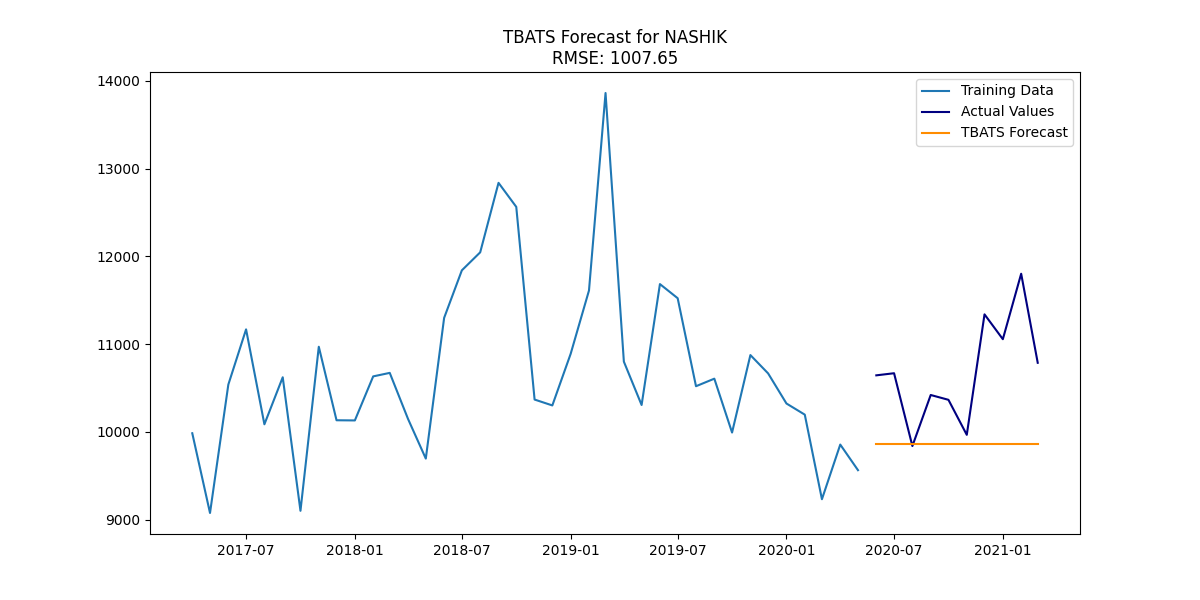 TBATS Forecast for NASHIK
RMSE: 1007.65
14000
13000
12000
11000
10000
9000
Training Data
Actual Values
TBATS Forecast
2017-07
2018-01
2018-07
2019-01
2019-07
2020-01
2020-07
2021-01